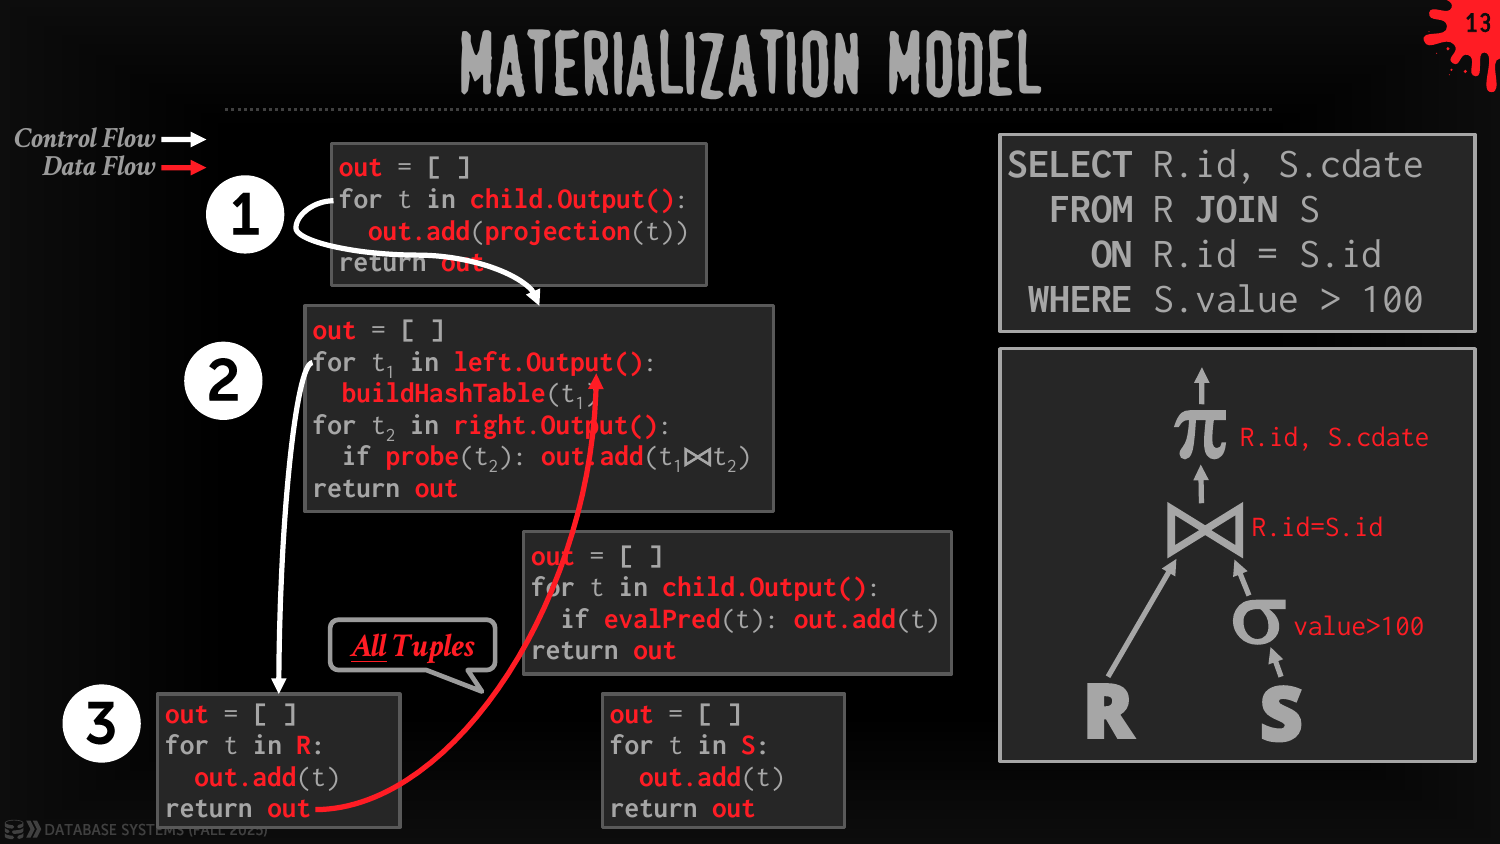 13
MATERIALIZATION MODEL
Control Flow
Data Flow
1
out = [ ]
for t in child.Output():
out.add(projection(t))
return out
2
out = [ ]
for t1 in left.Output():
buildHashTable(t1)
for t2 in right.Output():
if probe(t2): out.add(t1⋈t2)
return out
out = [ ]
for t in child.Output():
if evalPred(t): out.add(t)
return out
All Tuples
3
out = [ ]
for t in R:
out.add(t)
return out
out = [ ]
for t in S:
out.add(t)
return out
SELECT R.id, S.cdate
FROM R JOIN S
ON R.id = S.id
WHERE S.value > 100
π R.id, S.cdate
⋈ R.id=S.id
σ value>100
R S
DATABASE SYSTEMS (FALL 2025)